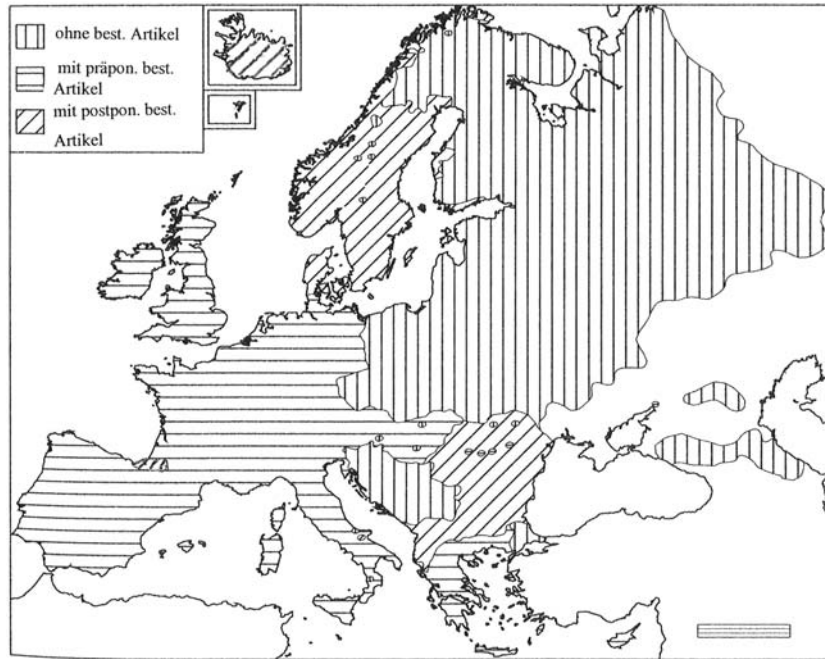 ohne best. Artikel
mit präpon. best.
Artikel
mit postpon. best.
Artikel